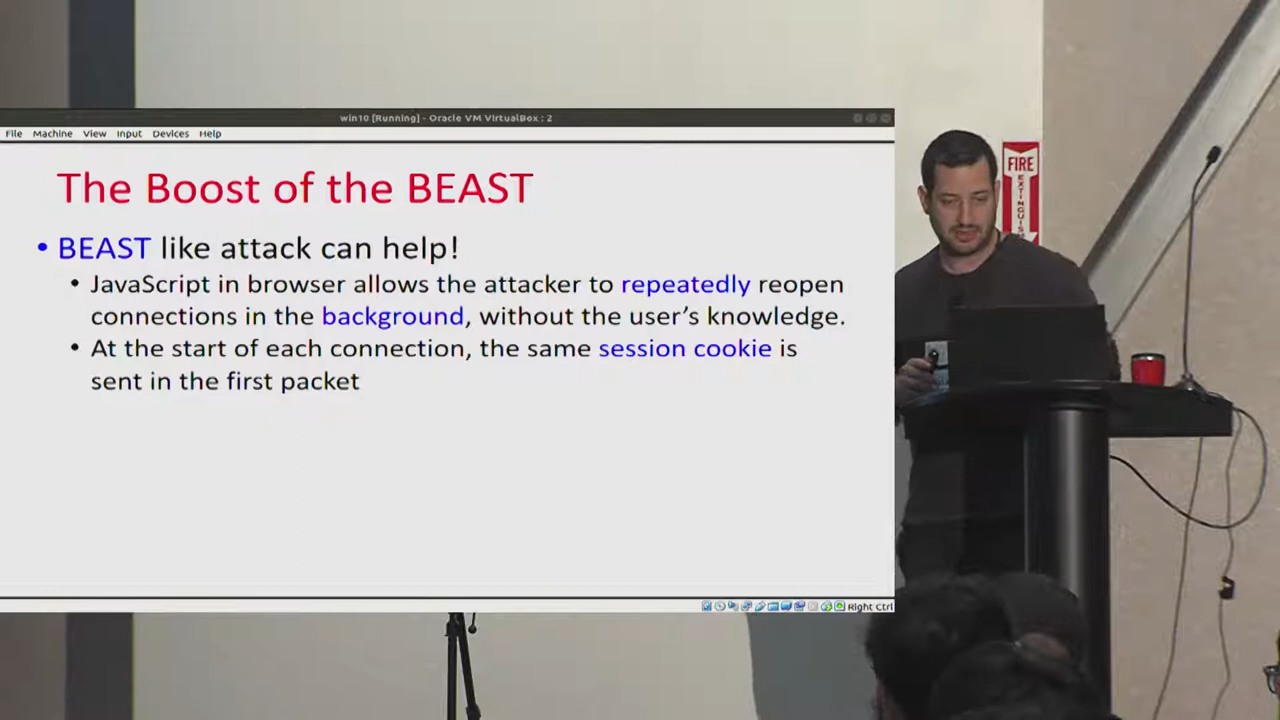 win10 [Running] - Oracle VM VirtualBox : 2
File Machine View Input Devices Help
The Boost of the BEAST
• BEAST like attack can help!
• JavaScript in browser allows the attacker to repeatedly reopen
connections in the background, without the user's knowledge.
• At the start of each connection, the same session cookie is
sent in the first packet
Right Ctrl
FIRE
EXTINGUIS